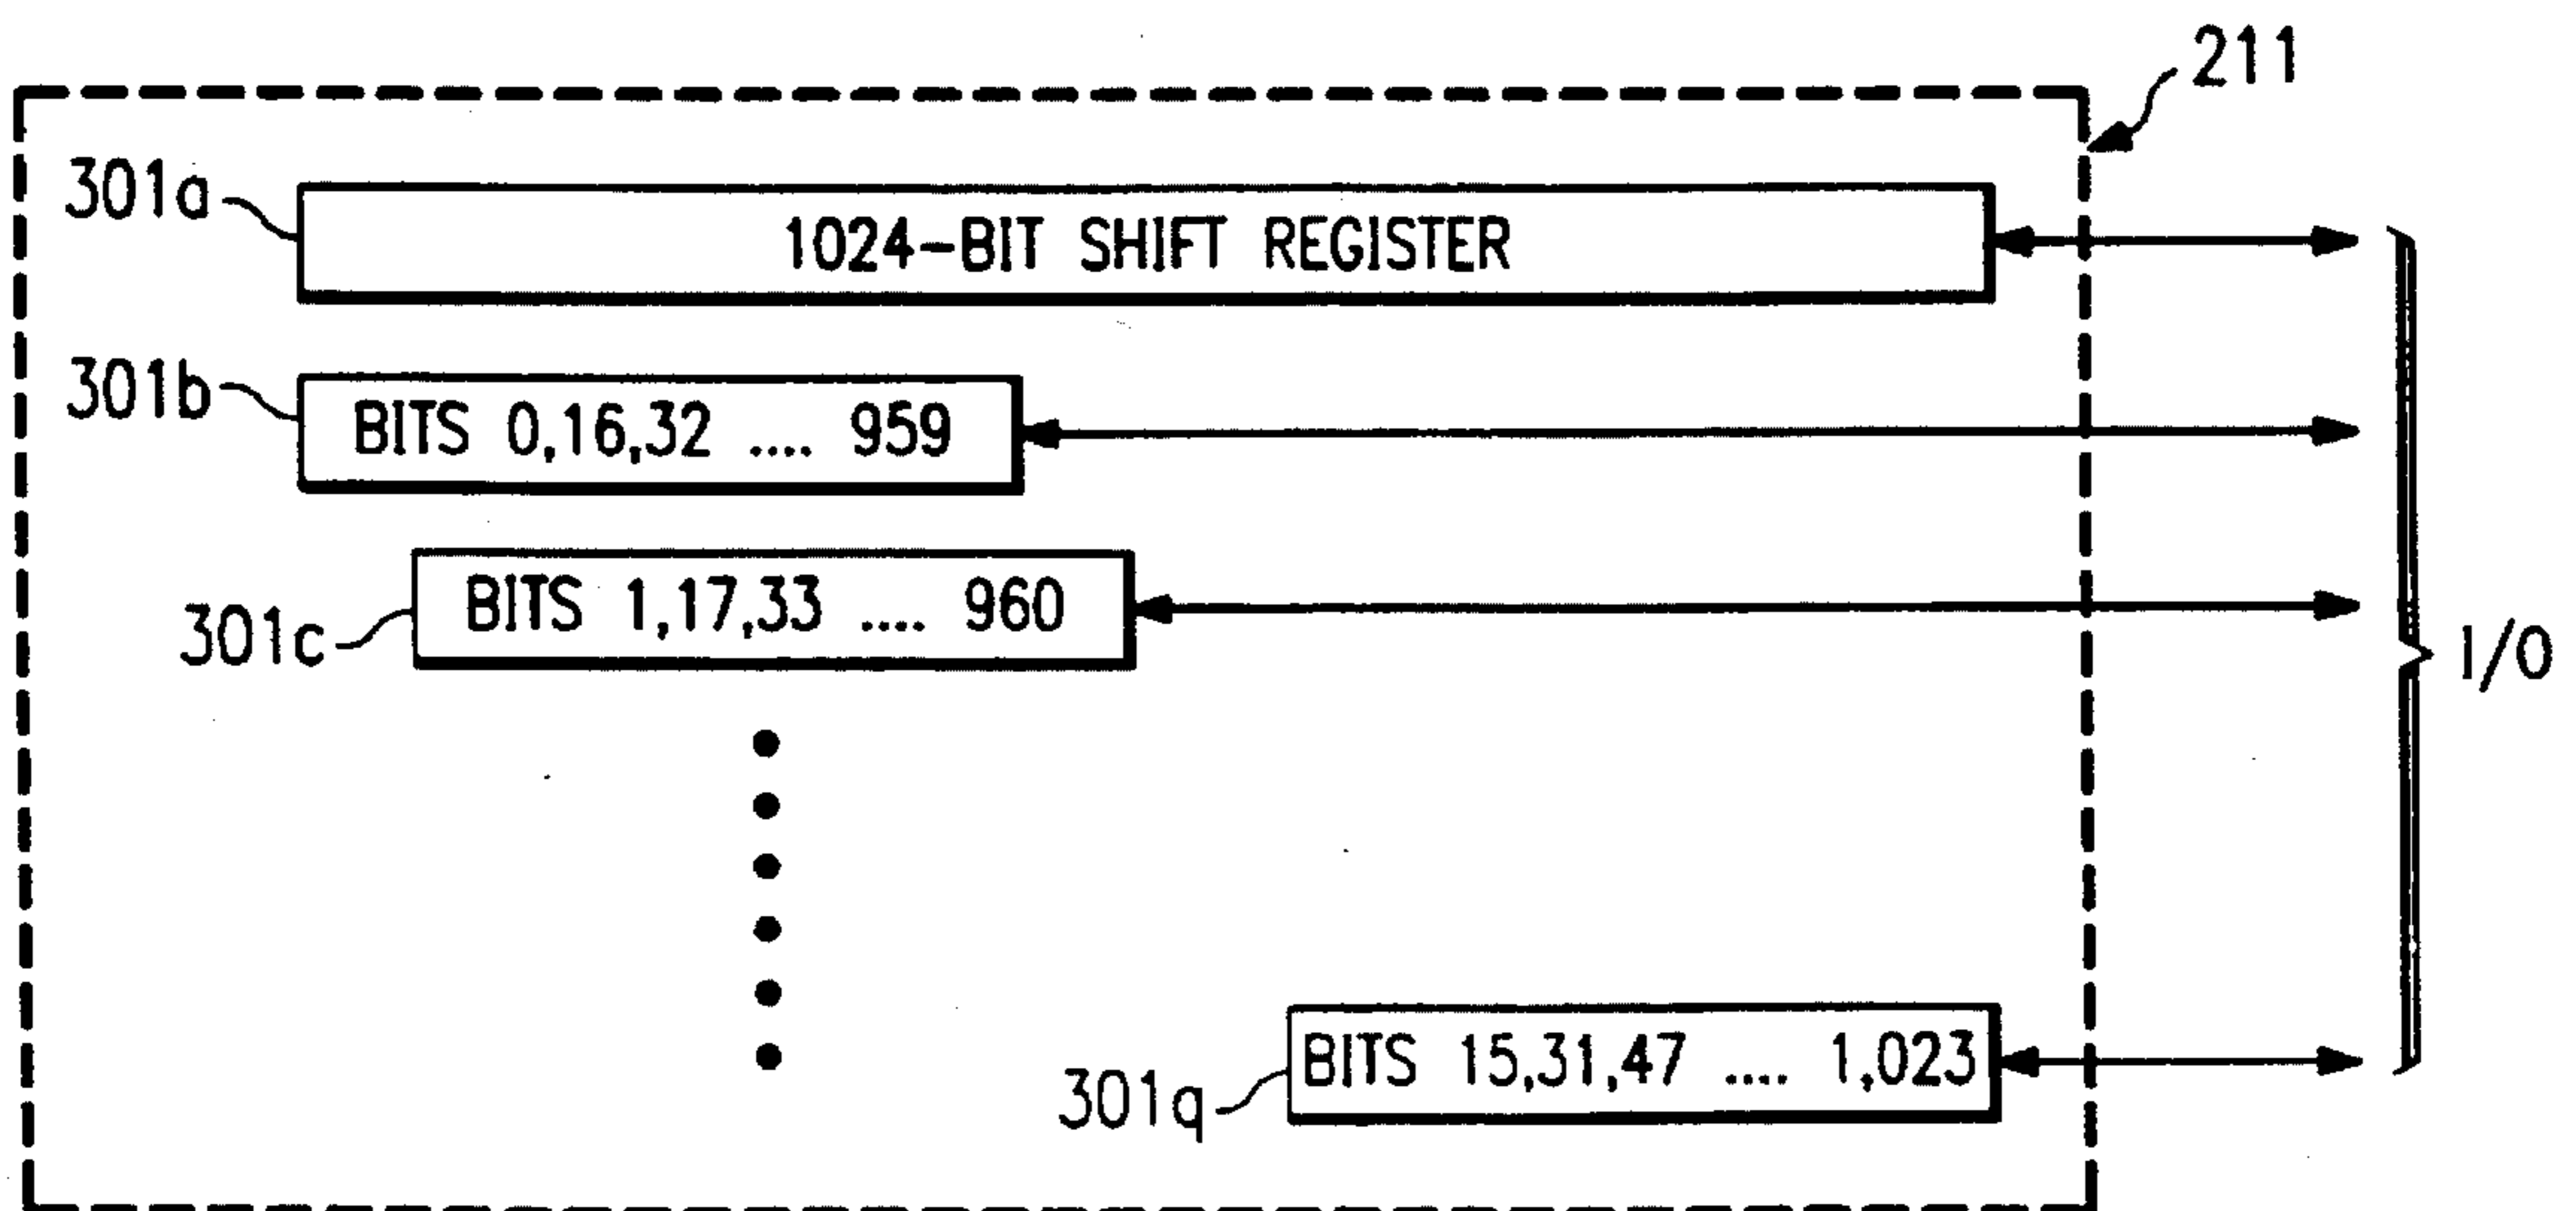 211
301a
1024-BIT SHIFT REGISTER
301b
BITS 0,16,32 .... 959
301c
BITS 1,17,33 .... 960
I/O
301q
BITS 15,31,47 .... 1,023